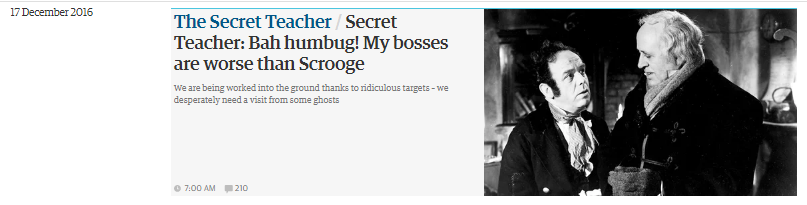 17 December 2016
The Secret Teacher / Secret
Teacher: Bah humbug! My bosses
are worse than Scrooge
We are being worked into the ground thanks to ridiculous targets – we
desperately need a visit from some ghosts
7:00 AM 210